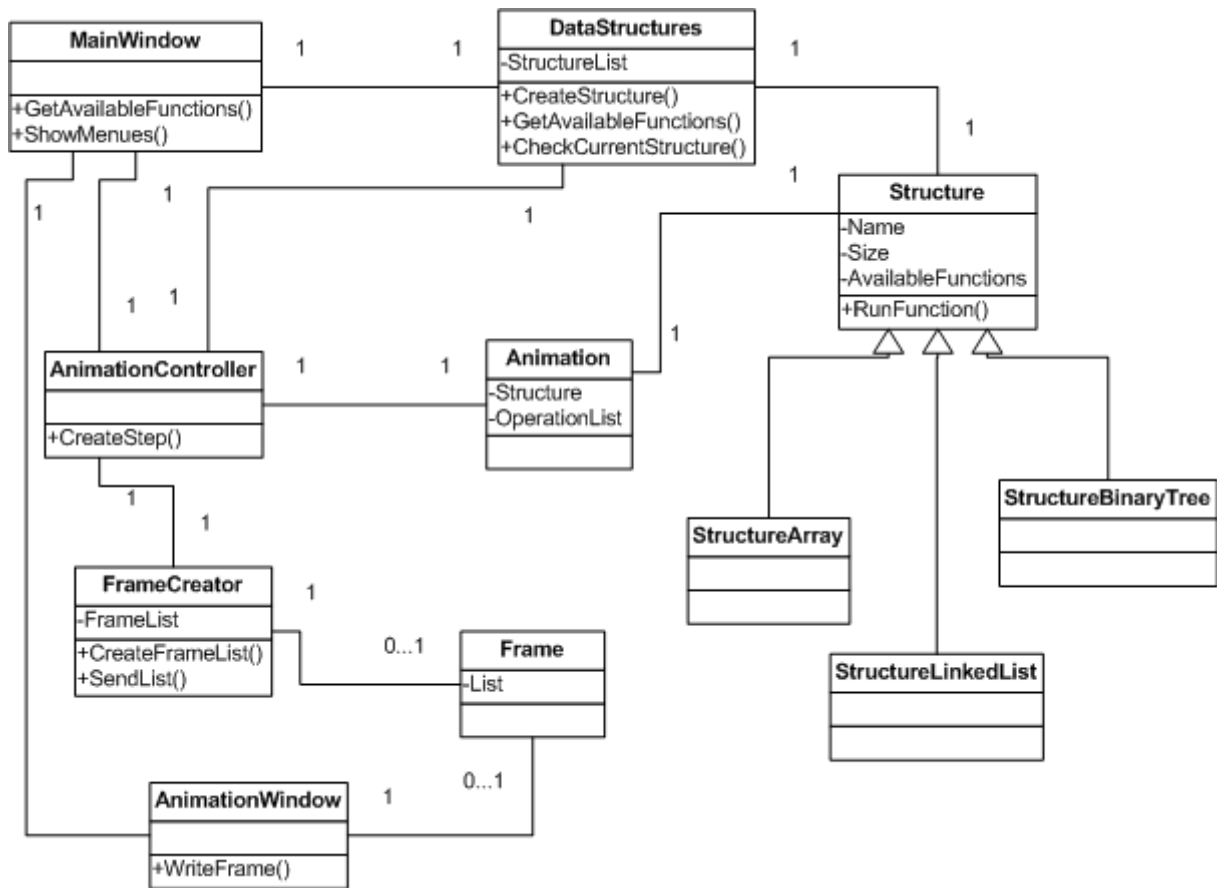 MainWindow
+GetAvailableFunctions()
+ShowMenues()
1
1
DataStructures
-StructureList
+CreateStructure()
+GetAvailableFunctions()
+CheckCurrentStructure()
1
1
1
1
1
1
1
1
Structure
-Name
-Size
-AvailableFunctions
+RunFunction()
1
AnimationController
+CreateStep()
1
1
Animation
-Structure
-OperationList
StructureBinaryTree
StructureArray
1
1
FrameCreator
-FrameList
+CreateFrameList()
+SendList()
1
0...1
Frame
-List
StructureLinkedList
AnimationWindow
+WriteFrame()
1
0...1